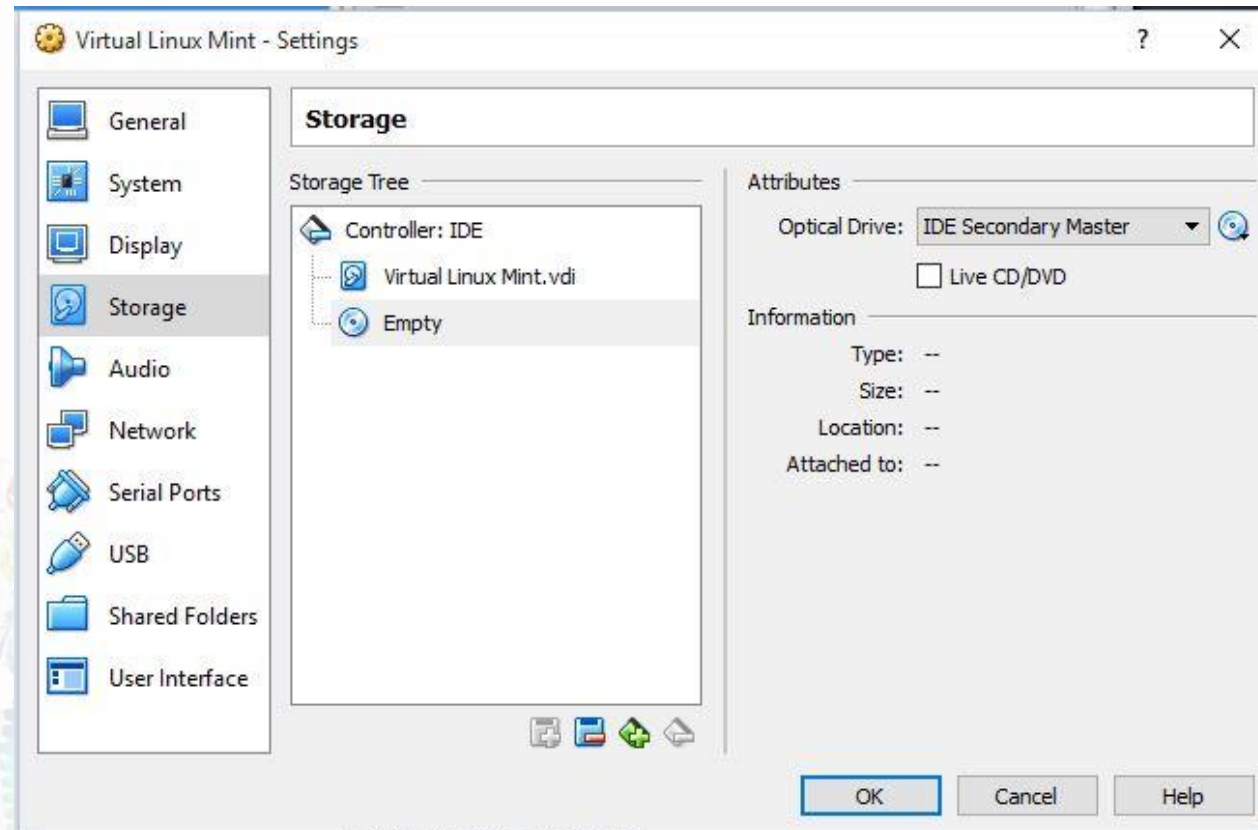 Virtual Linux Mint - Settings
?
General
System
Display
Storage
Audio
Network
Serial Ports
USB
Shared Folders
User Interface
Storage
Storage Tree
Controller: IDE
Virtual Linux Mint.vdi
Empty
Attributes
Optical Drive: IDE Secondary Master
Live CD/DVD
Information
Type: --
Size: --
Location: --
Attached to: --
OK
Cancel
Help